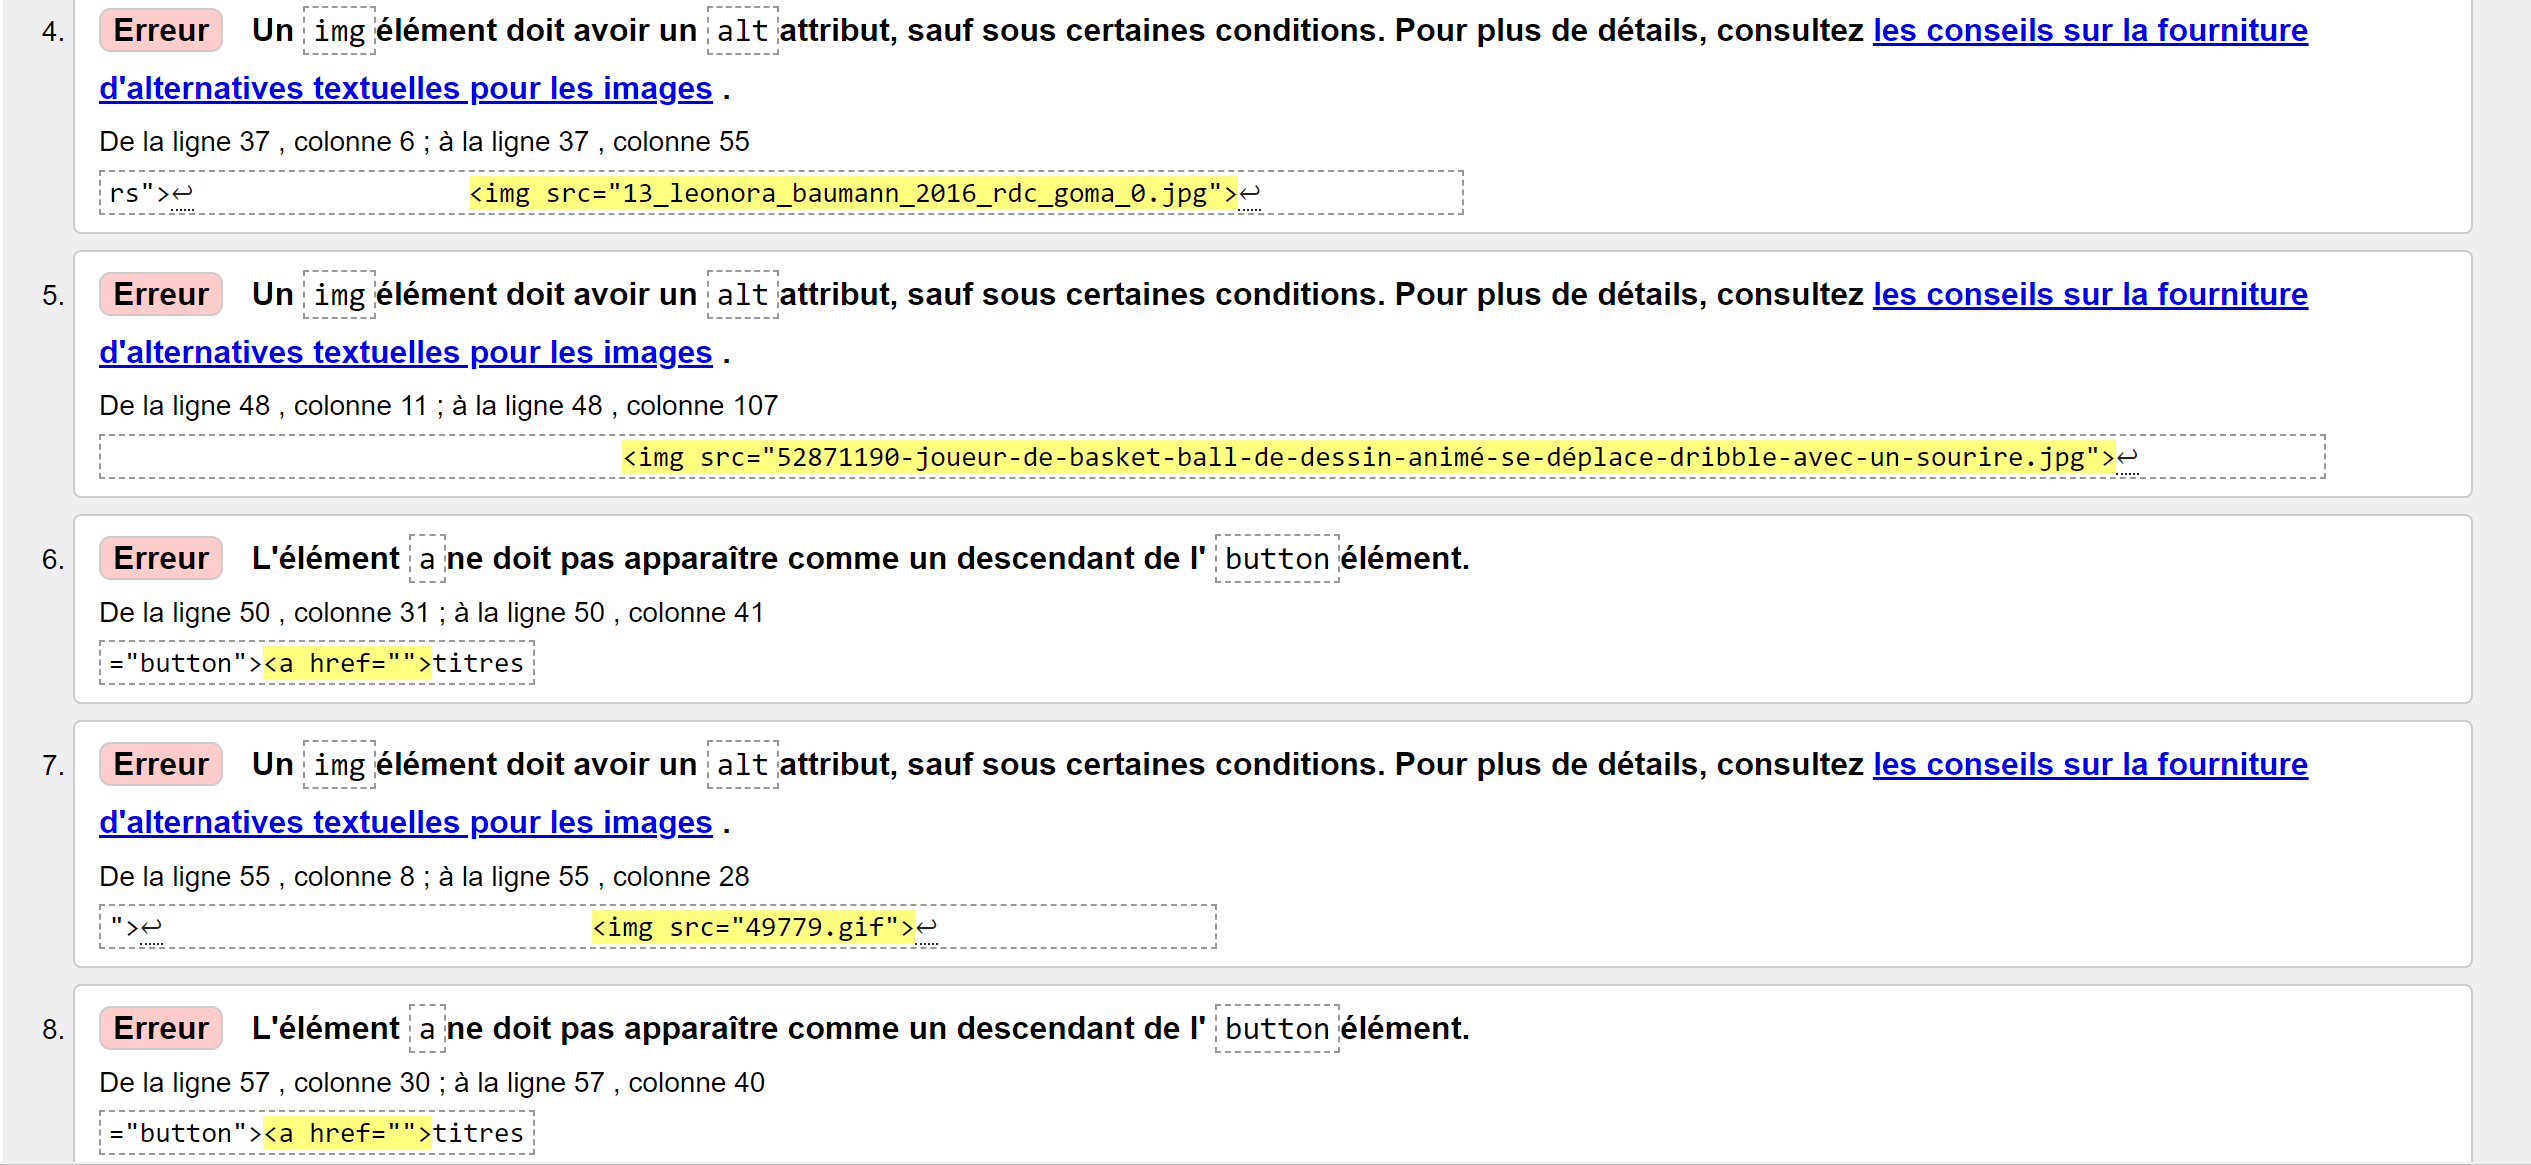 4. Erreur Un img élément doit avoir un alt attribut, sauf sous certaines conditions. Pour plus de détails, consultez les conseils sur la fourniture
d'alternatives textuelles pour les images .
De la ligne 37 , colonne 6 ; à la ligne 37 , colonne 55
rs">↩ <img src="13_leonora_baumann_2016_rdc_goma_0.jpg">↩
5. Erreur Un img élément doit avoir un alt attribut, sauf sous certaines conditions. Pour plus de détails, consultez les conseils sur la fourniture
d'alternatives textuelles pour les images .
De la ligne 48 , colonne 11 ; à la ligne 48 , colonne 107
<img src="52871190-joueur-de-basket-ball-de-dessin-animé-se-déplace-dribble-avec-un-sourire.jpg">↩
6. Erreur L'élément a ne doit pas apparaître comme un descendant de l' button élément.
De la ligne 50 , colonne 31 ; à la ligne 50 , colonne 41
="button"><a href="">titres
7. Erreur Un img élément doit avoir un alt attribut, sauf sous certaines conditions. Pour plus de détails, consultez les conseils sur la fourniture
d'alternatives textuelles pour les images .
De la ligne 55 , colonne 8 ; à la ligne 55 , colonne 28
">↩ <img src="49779.gif">↩
8. Erreur L'élément a ne doit pas apparaître comme un descendant de l' button élément.
De la ligne 57 , colonne 30 ; à la ligne 57 , colonne 40
="button"><a href="">titres